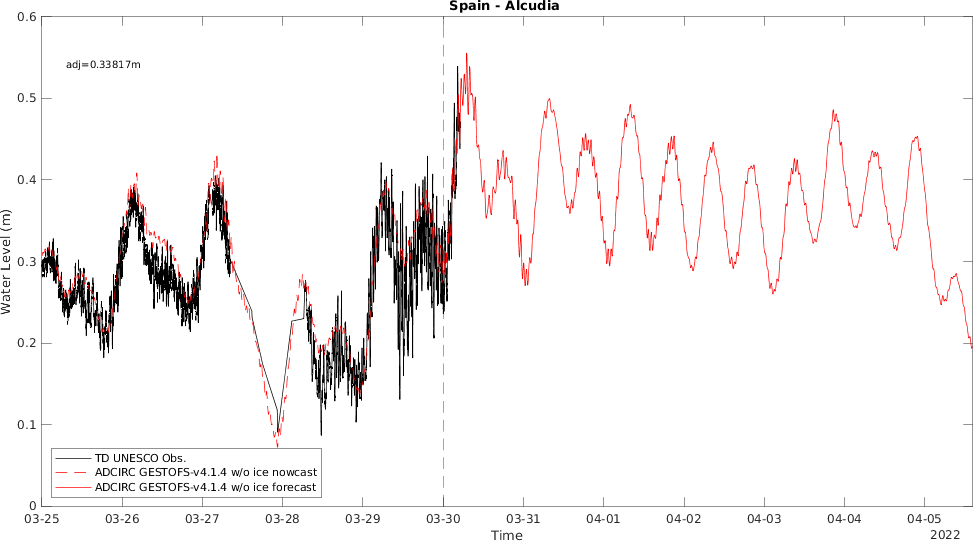 Spain - Alcudia
adj=0.33817m
Water Level (m)
0.6
0.5
0.4
0.3
0.2
0.1
0
TD UNESCO Obs.
ADCIRC GESTOFS-v4.1.4 w/o ice nowcast
ADCIRC GESTOFS-v4.1.4 w/o ice forecast
03-25 03-26 03-27 03-28 03-29 03-30 03-31 04-01 04-02 04-03 04-04 04-05
Time
2022